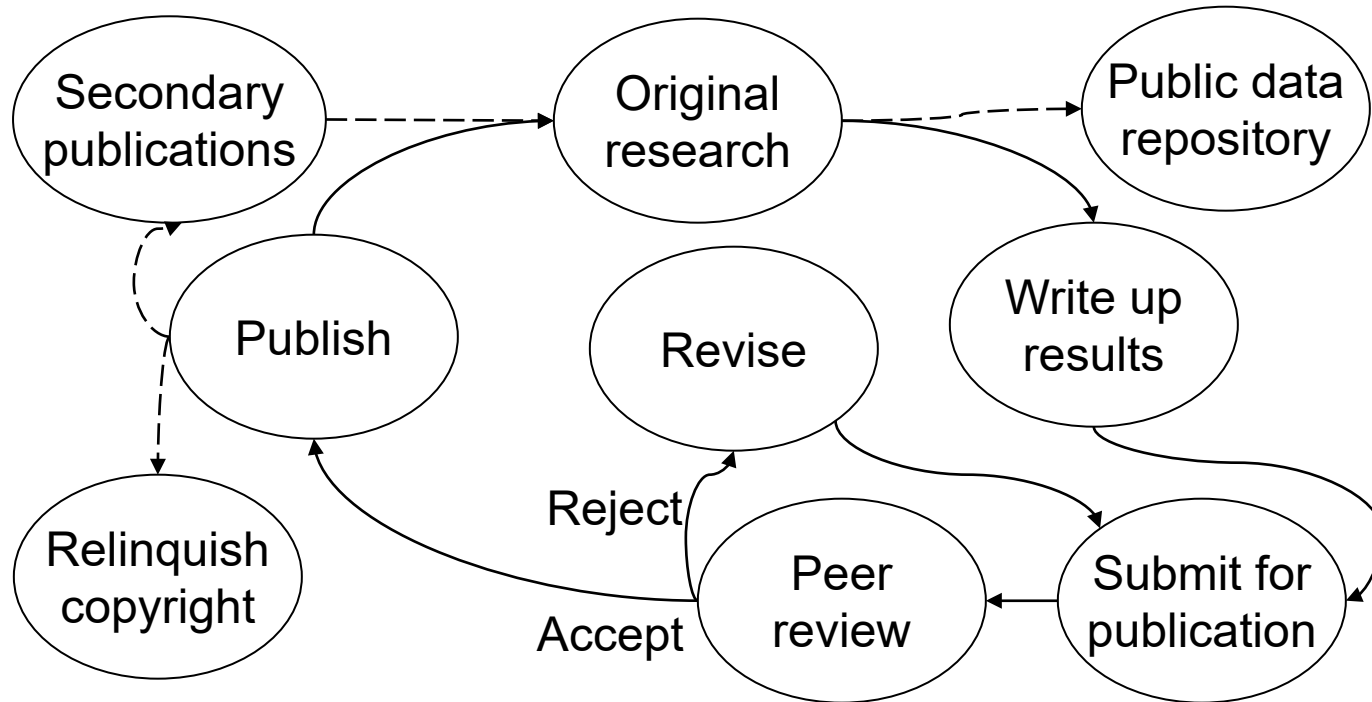 Secondary
publications
Original
research
Public data
repository
Publish
Revise
Write up
results
Reject
Accept
Relinquish
copyright
Peer
review
Submit for
publication